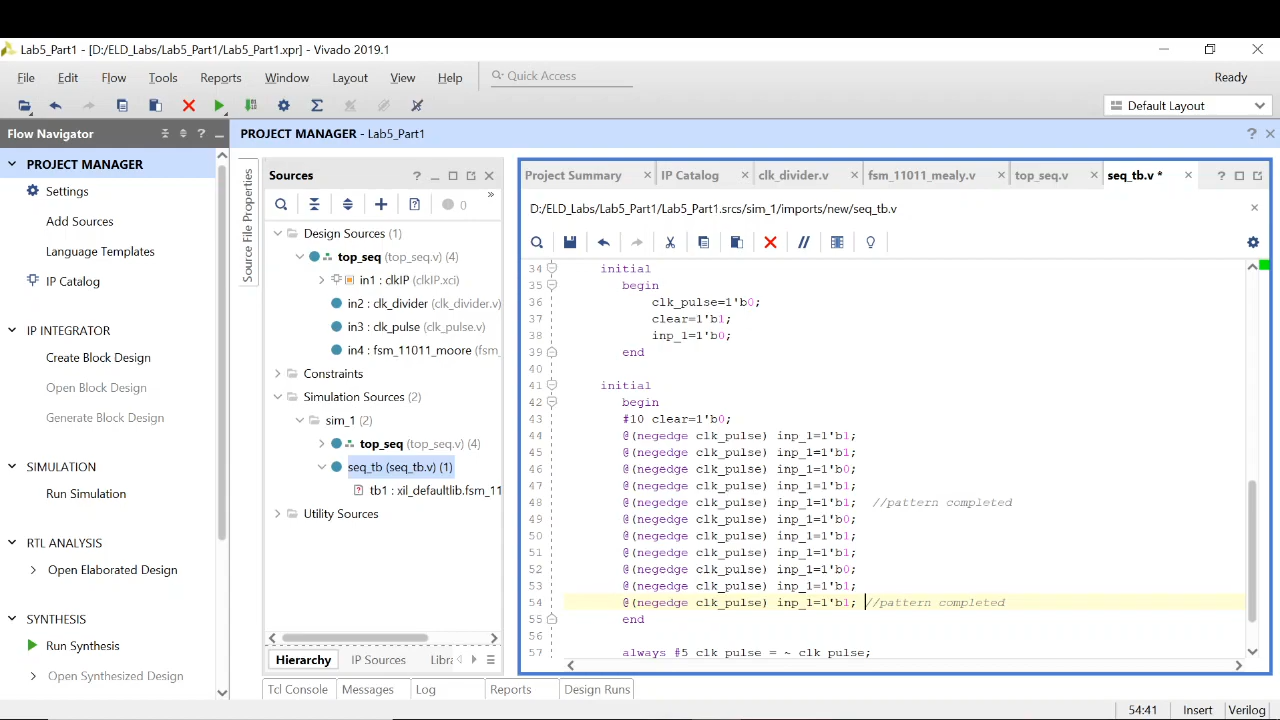 Lab5_Part1 - [D:/ELD_Labs/Lab5_Part1/Lab5_Part1.xpr] - Vivado 2019.1
File Edit Flow Tools Reports Window Layout View Help Quick Access Ready
Default Layout
Flow Navigator
PROJECT MANAGER - Lab5_Part1
PROJECT MANAGER
Settings
Add Sources
Language Templates
IP Catalog
IP INTEGRATOR
Create Block Design
Open Block Design
Generate Block Design
SIMULATION
Run Simulation
RTL ANALYSIS
Open Elaborated Design
SYNTHESIS
Run Synthesis
Open Synthesized Design
Source File Properties
Sources
0
Design Sources (1)
top_seq (top_seq.v) (4)
in1 : clkIP (clkIP.xci)
in2 : clk_divider (clk_divider.v)
in3 : clk_pulse (clk_pulse.v)
in4 : fsm_11011_moore (fsm_
Constraints
Simulation Sources (2)
sim_1 (2)
top_seq (top_seq.v) (4)
seq_tb (seq_tb.v) (1)
tb1 : xil_defaultlib.fsm_11
Utility Sources
Hierarchy IP Sources Libra
Project Summary IP Catalog clk_divider.v fsm_11011_mealy.v top_seq.v seq_tb.v *
D:/ELD_Labs/Lab5_Part1/Lab5_Part1.srcs/sim_1/imports/new/seq_tb.v
34 initial
35 begin
36 clk_pulse=1'b0;
37 clear=1'b1;
38 inp_1=1'b0;
39 end
40
41 initial
42 begin
43 #10 clear=1'b0;
44 @(negedge clk_pulse) inp_1=1'b1;
45 @(negedge clk_pulse) inp_1=1'b1;
46 @(negedge clk_pulse) inp_1=1'b0;
47 @(negedge clk_pulse) inp_1=1'b1;
48 @(negedge clk_pulse) inp_1=1'b1; //pattern completed
49 @(negedge clk_pulse) inp_1=1'b0;
50 @(negedge clk_pulse) inp_1=1'b1;
51 @(negedge clk_pulse) inp_1=1'b1;
52 @(negedge clk_pulse) inp_1=1'b0;
53 @(negedge clk_pulse) inp_1=1'b1;
54 @(negedge clk_pulse) inp_1=1'b1; //pattern completed
55 end
56
57 always #5 clk_pulse = ~ clk_pulse;
Tcl Console Messages Log Reports Design Runs
54:41 Insert Verilog